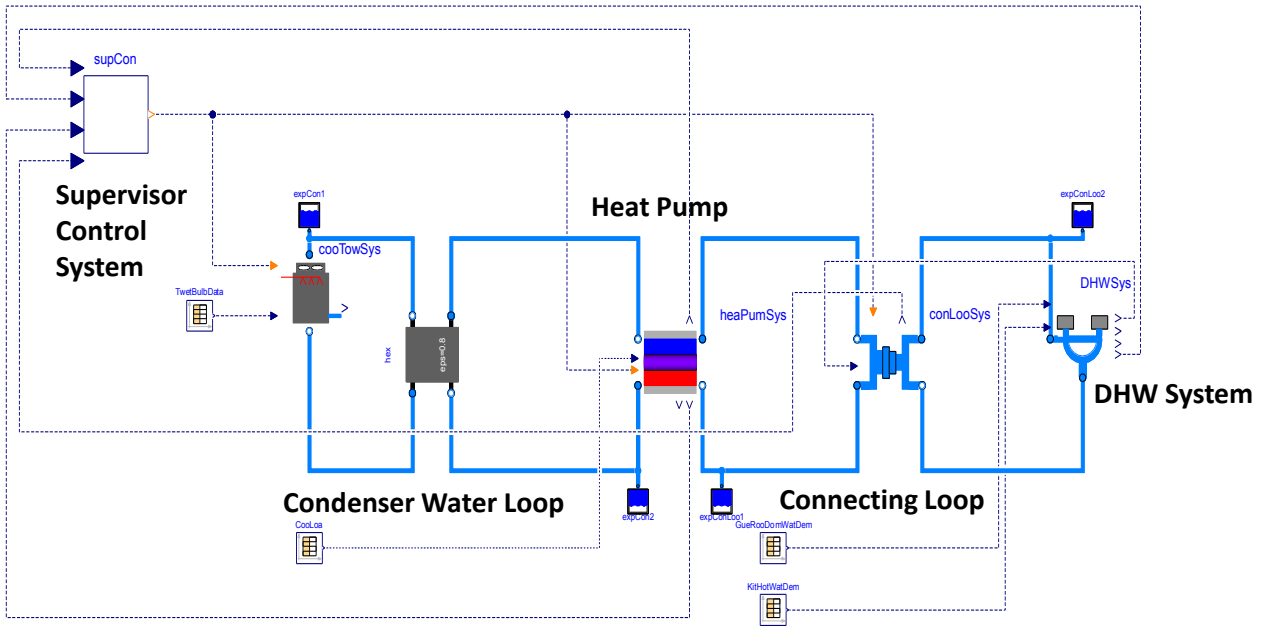 supCon
Supervisor
Control
System
expCon1
cooTowSys
TwetBulbData
hex
eps=0.8
Heat Pump
heaPumSys
conLooSys
expConLoo2
DHWSys
DHW System
Condenser Water Loop
expCon2
expConLoo1
Connecting Loop
CooLoa
GueRooDomWatDem
KitHotWatDem